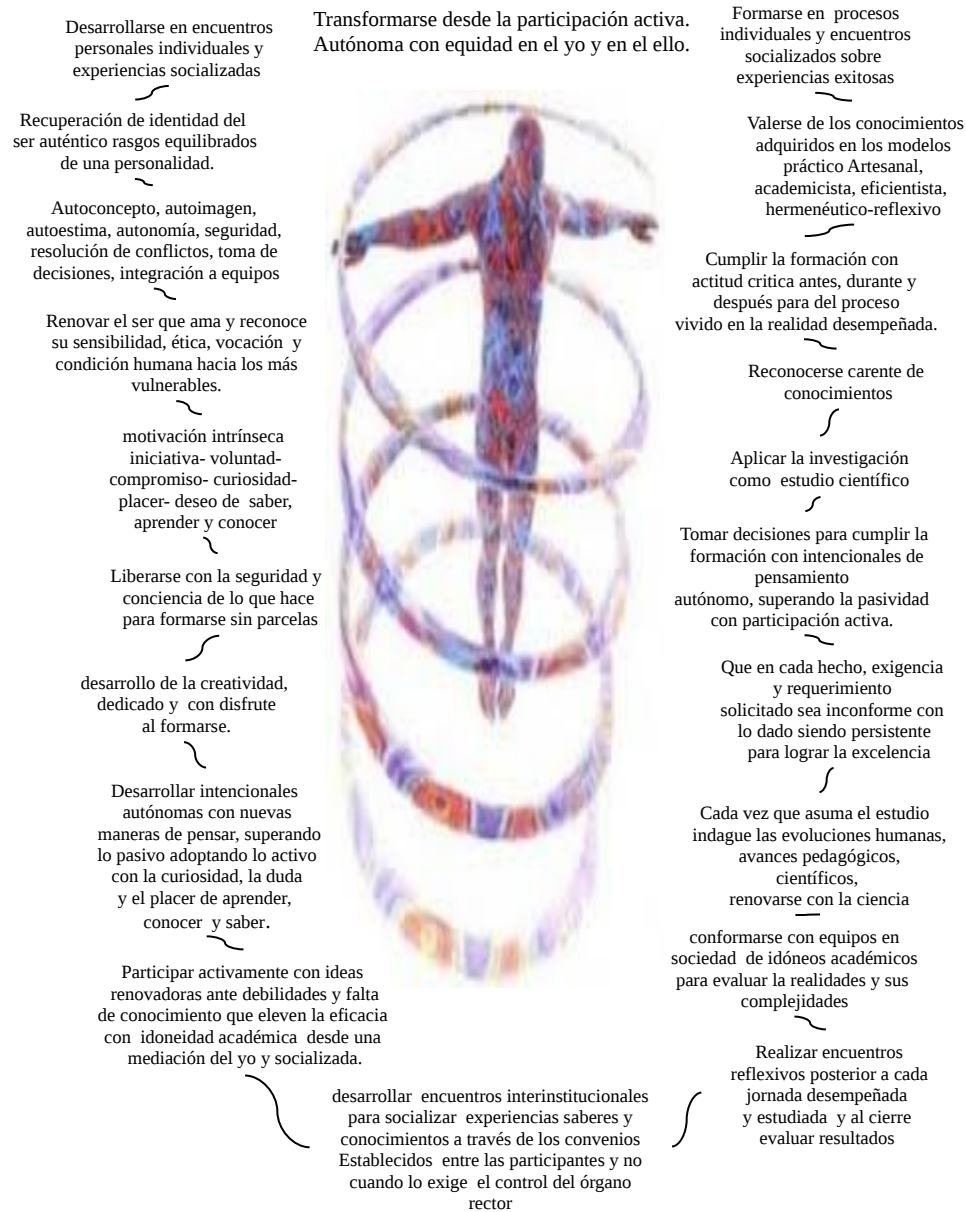 Transformarse desde la participación activa.
Autónoma con equidad en el yo y en el ello.
Desarrollarse en encuentros
personales individuales y
experiencias socializadas
Recuperación de identidad del
ser auténtico rasgos equilibrados
de una personalidad.
Autoconcepto, autoimagen,
autoestima, autonomía, seguridad,
resolución de conflictos, toma de
decisiones, integración a equipos
Renovar el ser que ama y reconoce
su sensibilidad, ética, vocación y
condición humana hacia los más
vulnerables.
motivación intrínseca
iniciativa- voluntad-
compromiso- curiosidad-
placer- deseo de saber,
aprender y conocer
Liberarse con la seguridad y
conciencia de lo que hace
para formarse sin parcelas
desarrollo de la creatividad,
dedicado y con disfrute
al formarse.
Desarrollar intencionales
autónomas con nuevas
maneras de pensar, superando
lo pasivo adoptando lo activo
con la curiosidad, la duda
y el placer de aprender,
conocer y saber.
Participar activamente con ideas
renovadoras ante debilidades y falta
de conocimiento que eleven la eficacia
con idoneidad académica desde una
mediación del yo y socializada.
desarrollar encuentros interinstitucionales
para socializar experiencias saberes y
conocimientos a través de los convenios
Establecidos entre las participantes y no
cuando lo exige el control del órgano
rector
Formarse en procesos
individuales y encuentros
socializados sobre
experiencias exitosas
Valerse de los conocimientos
adquiridos en los modelos
práctico Artesanal,
academicista, eficientista,
hermenéutico-reflexivo
Cumplir la formación con
actitud critica antes, durante y
después para del proceso
vivido en la realidad desempeñada.
Reconocerse carente de
conocimientos
Aplicar la investigación
como estudio científico
Tomar decisiones para cumplir la
formación con intencionales de
pensamiento
autónomo, superando la pasividad
con participación activa.
Que en cada hecho, exigencia
y requerimiento
solicitado sea inconforme con
lo dado siendo persistente
para lograr la excelencia
Cada vez que asuma el estudio
indague las evoluciones humanas,
avances pedagógicos,
científicos,
renovarse con la ciencia
conformarse con equipos en
sociedad de idóneos académicos
para evaluar la realidades y sus
complejidades
Realizar encuentros
reflexivos posterior a cada
jornada desempeñada
y estudiada y al cierre
evaluar resultados